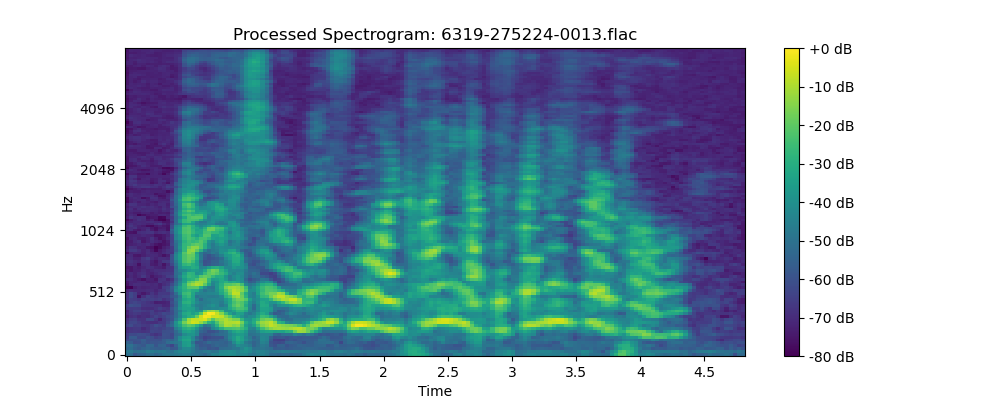 Processed Spectrogram: 6319-275224-0013.flac
Hz
4096
2048
1024
512
0
0 0.5 1 1.5 2 2.5 3 3.5 4 4.5
Time
+0 dB
-10 dB
-20 dB
-30 dB
-40 dB
-50 dB
-60 dB
-70 dB
-80 dB